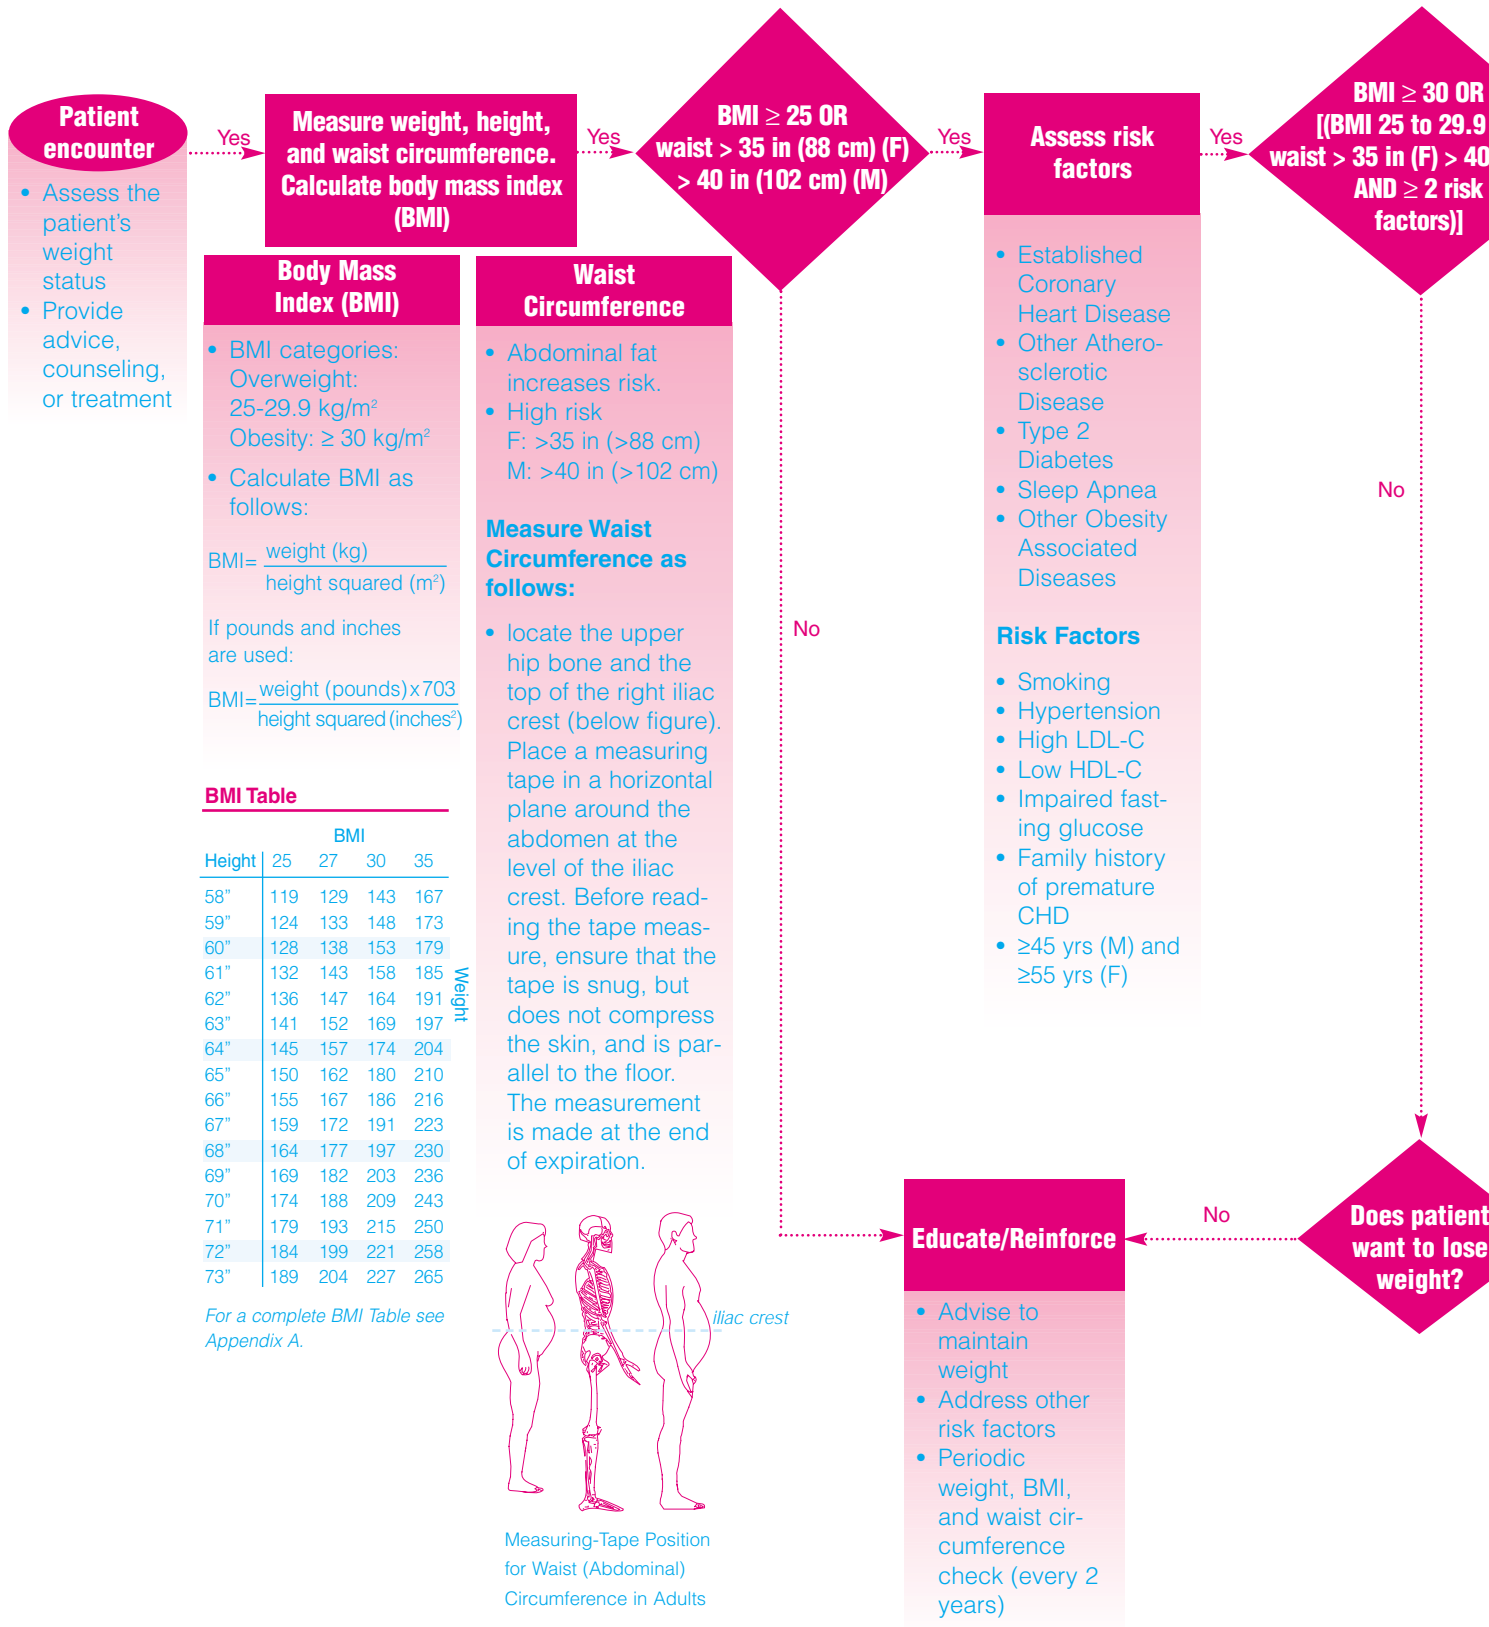 Patient
encounter
• Assess the
patient's
weight
status
• Provide
advice,
counseling,
or treatment
Yes
Measure weight, height,
and waist circumference.
Calculate body mass index
(BMI)
Yes
BMI ≥ 25 OR
waist > 35 in (88 cm) (F)
> 40 in (102 cm) (M)
Yes
Assess risk
factors
Yes
BMI ≥ 30 OR
[(BMI 25 to 29.9
waist > 35 in (F) > 40
AND ≥ 2 risk
factors)]
Body Mass
Index (BMI)
• BMI categories:
Overweight:
25-29.9 kg/m²
Obesity: ≥ 30 kg/m²
• Calculate BMI as
follows:
BMI= weight (kg)
height squared (m²)
If pounds and inches
are used:
BMI= weight (pounds) x 703
height squared (inches²)
BMI Table
BMI
Height 25 27 30 35
58” 119 129 143 167
59” 124 133 148 173
60” 128 138 153 179
61” 132 143 158 185
62” 136 147 164 191
63” 141 152 169 197
64” 145 157 174 204
65” 150 162 180 210
66” 155 167 186 216
67” 159 172 191 223
68” 164 177 197 230
69” 169 182 203 236
70” 174 188 209 243
71” 179 193 215 250
72” 184 199 221 258
73” 189 204 227 265
Weight
For a complete BMI Table see
Appendix A.
Waist
Circumference
• Abdominal fat
increases risk.
• High risk
F: >35 in (>88 cm)
M: >40 in (>102 cm)
Measure Waist
Circumference as
follows:
• locate the upper
hip bone and the
top of the right iliac
crest (below figure).
Place a measuring
tape in a horizontal
plane around the
abdomen at the
level of the iliac
crest. Before read-
ing the tape meas-
ure, ensure that the
tape is snug, but
does not compress
the skin, and is par-
allel to the floor.
The measurement
is made at the end
of expiration.
iliac crest
Measuring-Tape Position
for Waist (Abdominal)
Circumference in Adults
No
• Established
Coronary
Heart Disease
• Other Athero-
sclerotic
Disease
• Type 2
Diabetes
• Sleep Apnea
• Other Obesity
Associated
Diseases
Risk Factors
• Smoking
• Hypertension
• High LDL-C
• Low HDL-C
• Impaired fast-
ing glucose
• Family history
of premature
CHD
• ≥45 yrs (M) and
≥55 yrs (F)
No
Does patient
want to lose
weight?
No
Educate/Reinforce
• Advise to
maintain
weight
• Address other
risk factors
• Periodic
weight, BMI,
and waist cir-
cumference
check (every 2
years)